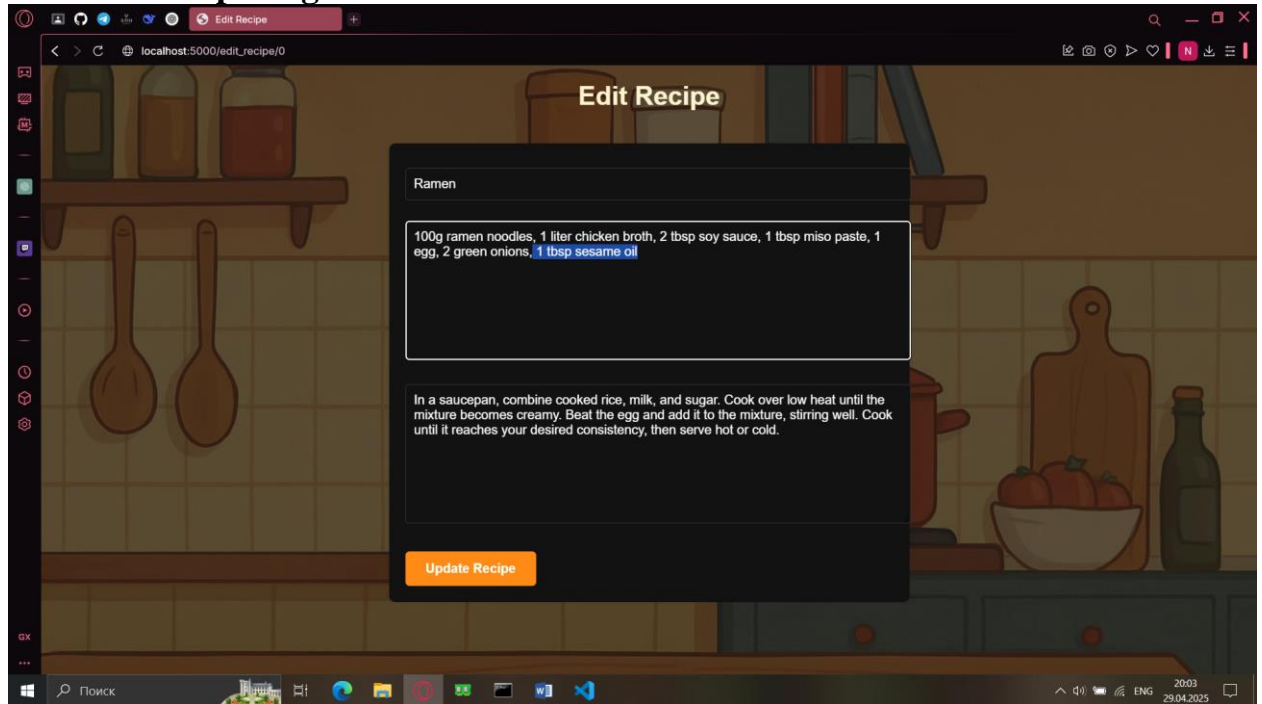 Edit Recipe
localhost:5000/edit_recipe/0
N
M
Edit Recipe
Ramen
100g ramen noodles, 1 liter chicken broth, 2 tbsp soy sauce, 1 tbsp miso paste, 1
egg, 2 green onions, 1 tbsp sesame oil
In a saucepan, combine cooked rice, milk, and sugar. Cook over low heat until the
mixture becomes creamy. Beat the egg and add it to the mixture, stirring well. Cook
until it reaches your desired consistency, then serve hot or cold.
Update Recipe
GX
Поиск
W
ENG
20:03
29.04.2025